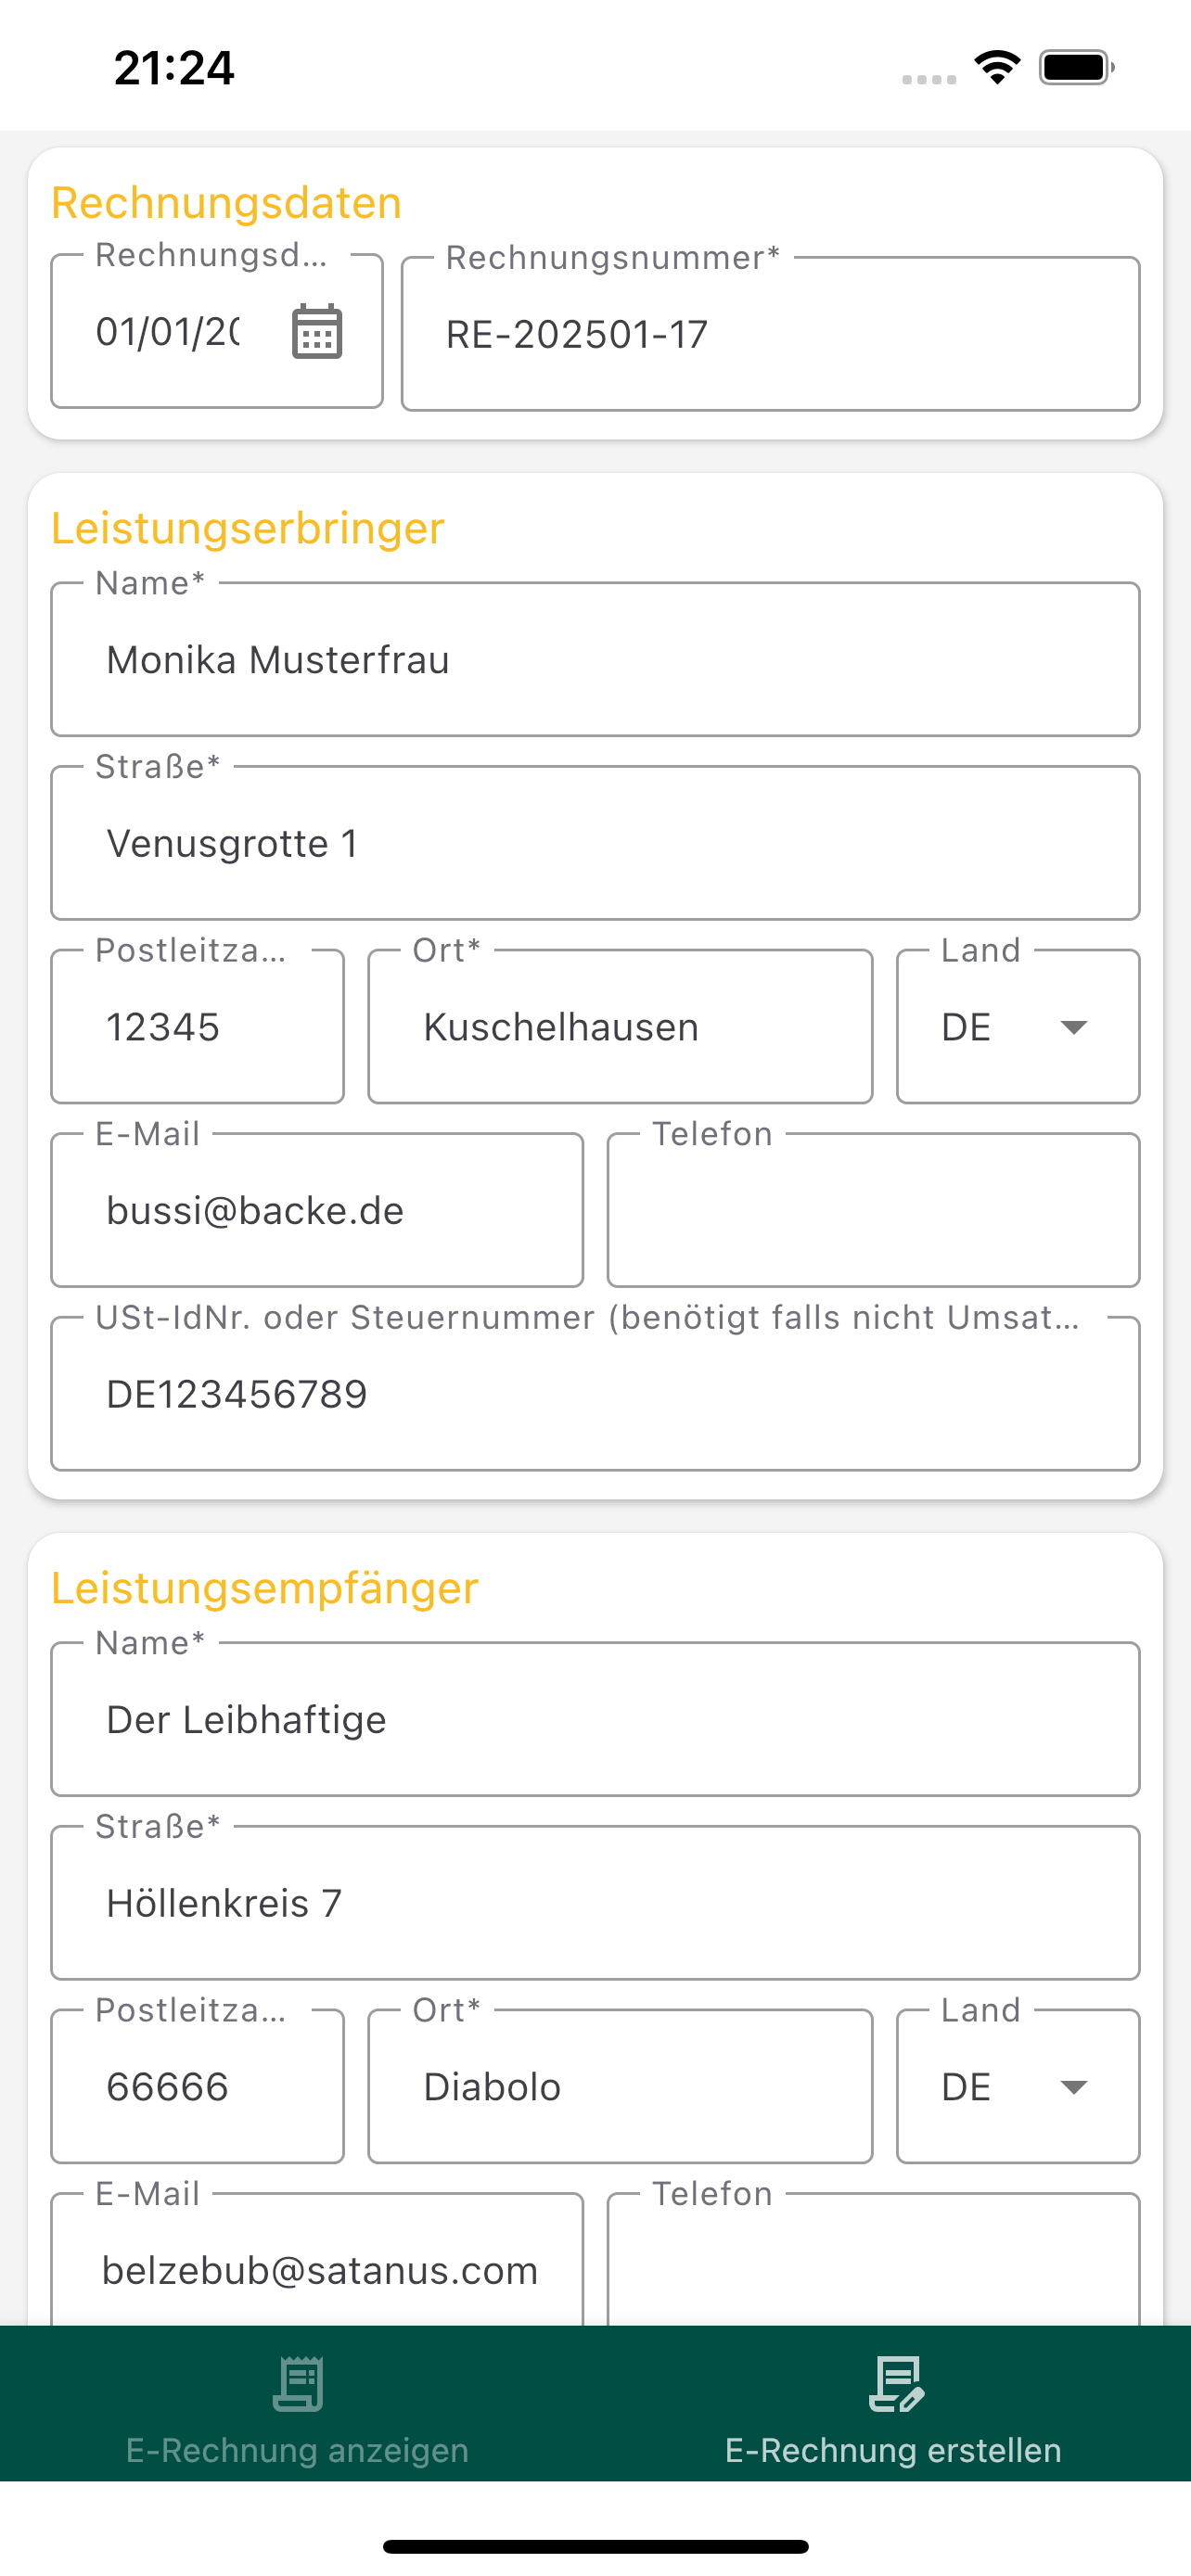 21:24
Rechnungsdaten
Rechnungsd... Rechnungsnummer*
01/01/20 RE-202501-17
Leistungserbringer
Name*
Monika Musterfrau
Straße*
Venusgrotte 1
Postleitza... Ort* Land
12345 Kuschelhausen DE
E-Mail Telefon
bussi@backe.de
USt-IdNr. oder Steuernummer (benötigt falls nicht Umsat...
DE123456789
Leistungsempfänger
Name*
Der Leibhaftige
Straße*
Höllenkreis 7
Postleitza... Ort* Land
66666 Diabolo DE
E-Mail Telefon
belzebub@satanus.com
E-Rechnung anzeigen E-Rechnung erstellen